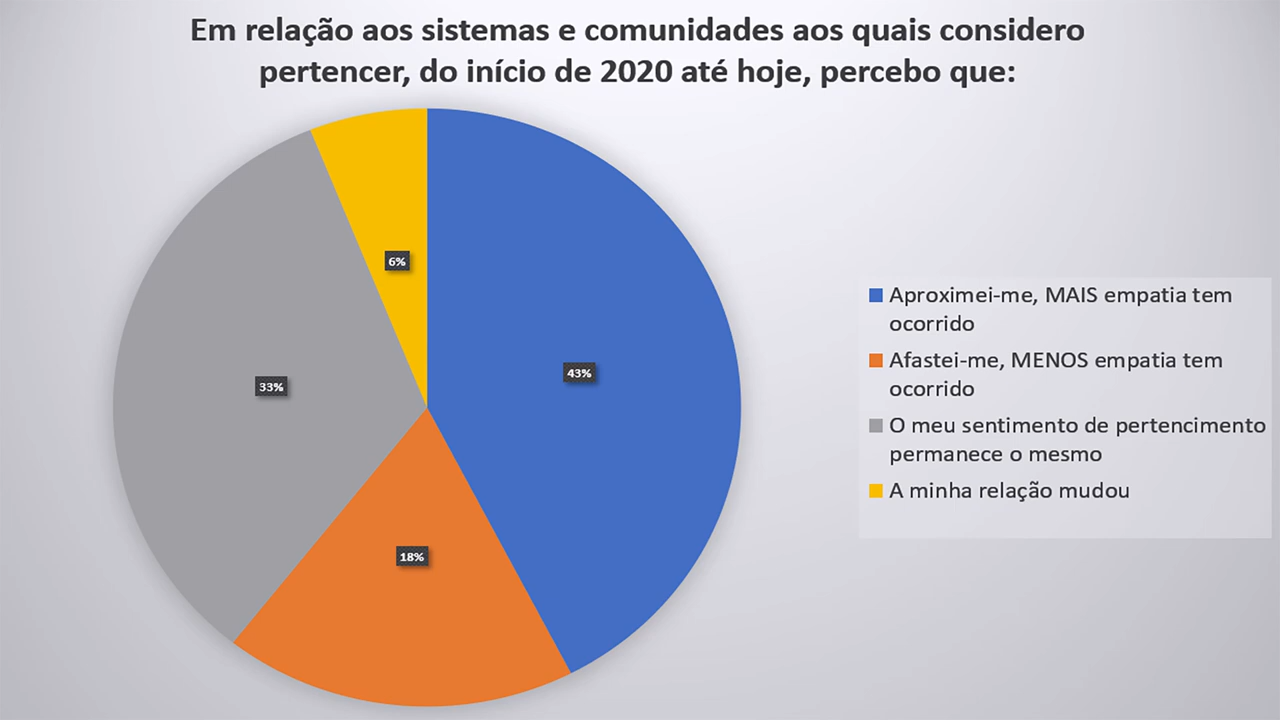 Em relação aos sistemas e comunidades aos quais considero
pertencer, do início de 2020 até hoje, percebo que:
6%
43%
33%
18%
Aproximei-me, MAIS empatia tem
ocorrido
Afastei-me, MENOS empatia tem
ocorrido
O meu sentimento de pertencimento
permanece o mesmo
A minha relação mudou